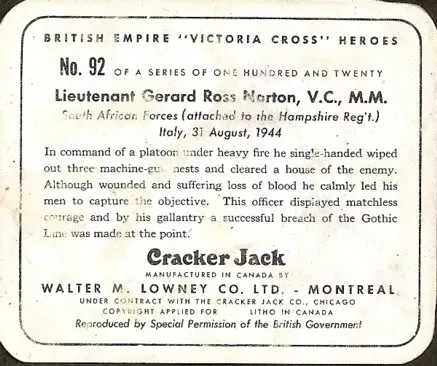 BRITISH EMPIRE "VICTORIA CROSS" HEROES
No. 92 OF A SERIES OF ONE HUNDRED AND TWENTY
Lieutenant Gerard Ross Norton, V.C., M.M.
South African Forces (attached to the Hampshire Reg't.)
Italy, 31 August, 1944
In command of a platoon under heavy fire he single-handed wiped
out three machine-gun nests and cleared a house of the enemy.
Although wounded and suffering loss of blood he calmly led his
men to capture the objective. This officer displayed matchless
courage and by his gallantry a successful breach of the Gothic
Line was made at the point.
Cracker Jack
MANUFACTURED IN CANADA BY
WALTER M. LOWNEY CO. LTD. - MONTREAL
UNDER CONTRACT WITH THE CRACKER JACK CO., CHICAGO
COPYRIGHT APPLIED FOR LITHO IN CANADA
Reproduced by Special Permission of the British Government